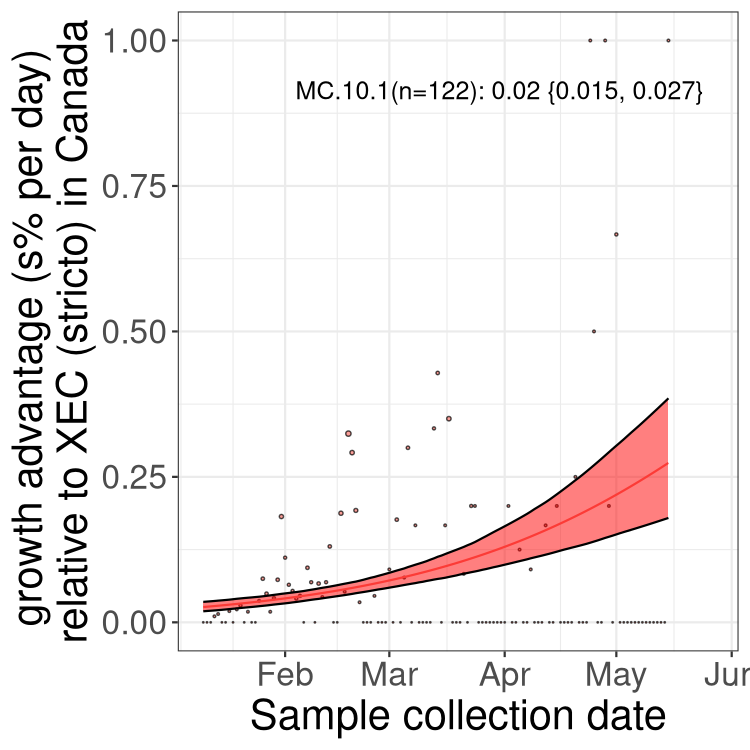 growth advantage (s% per day)
relative to XEC (stricto) in Canada
1.00
0.75
0.50
0.25
0.00
MC.10.1(n=122): 0.02 {0.015, 0.027}
Feb Mar Apr May Jun
Sample collection date